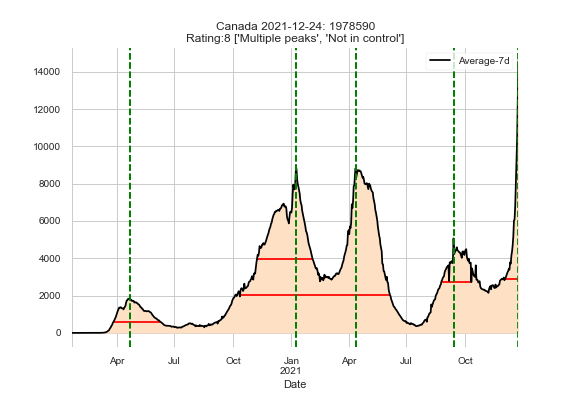 Canada 2021-12-24: 1978590
Rating:8 ['Multiple peaks', 'Not in control']
Average-7d
14000
12000
10000
8000
6000
4000
2000
0
Apr Jul Oct Jan Apr Jul Oct
2021
Date